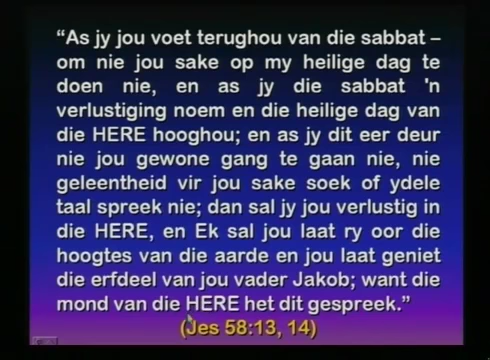 “As jy jou voet terughou van die sabbat –
om nie jou sake op my heilige dag te
doen nie, en as jy die sabbat 'n
verlustiging noem en die heilige dag van
die HERE hooghou; en as jy dit eer deur
nie jou gewone gang te gaan nie, nie
geleentheid vir jou sake soek of ydele
taal spreek nie; dan sal jy jou verlustig in
die HERE, en Ek sal jou laat ry oor die
hoogtes van die aarde en jou laat geniet
die erfdeel van jou vader Jakob; want die
mond van die HERE het dit gespreek.”
(Jes 58:13, 14)